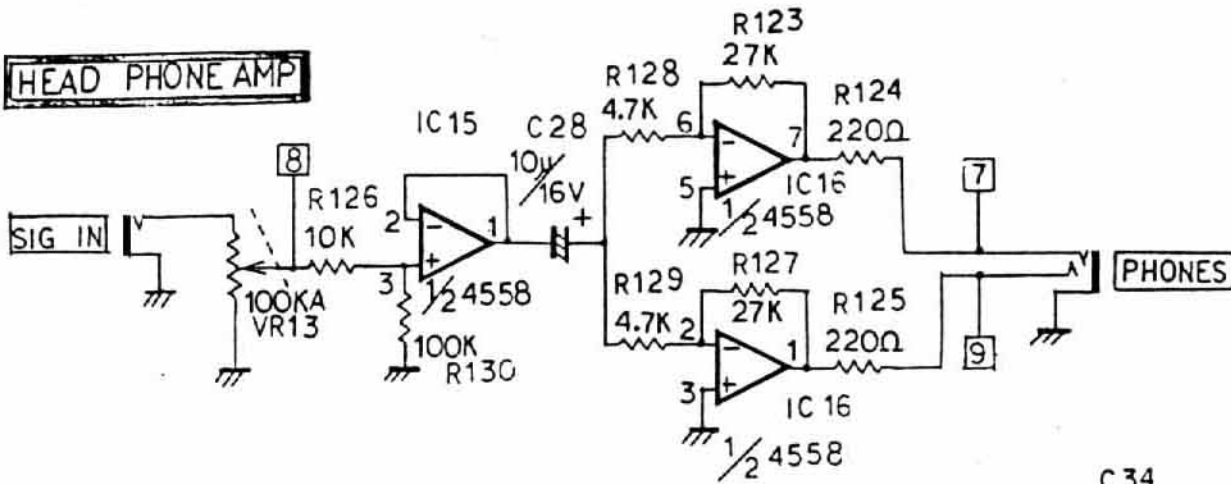 HEAD PHONE AMP
SIG IN
8
R126
10K
100KA
VR13
3
100K
R130
IC15
2
1
1/2 4558
C28
10μ/16V
+
R128
4.7K
R123
27K
6
7
5
IC16
1/2 4558
R124
220Ω
7
R129
4.7K
R127
27K
2
1
3
IC16
1/2 4558
R125
220Ω
9
PHONES
C34